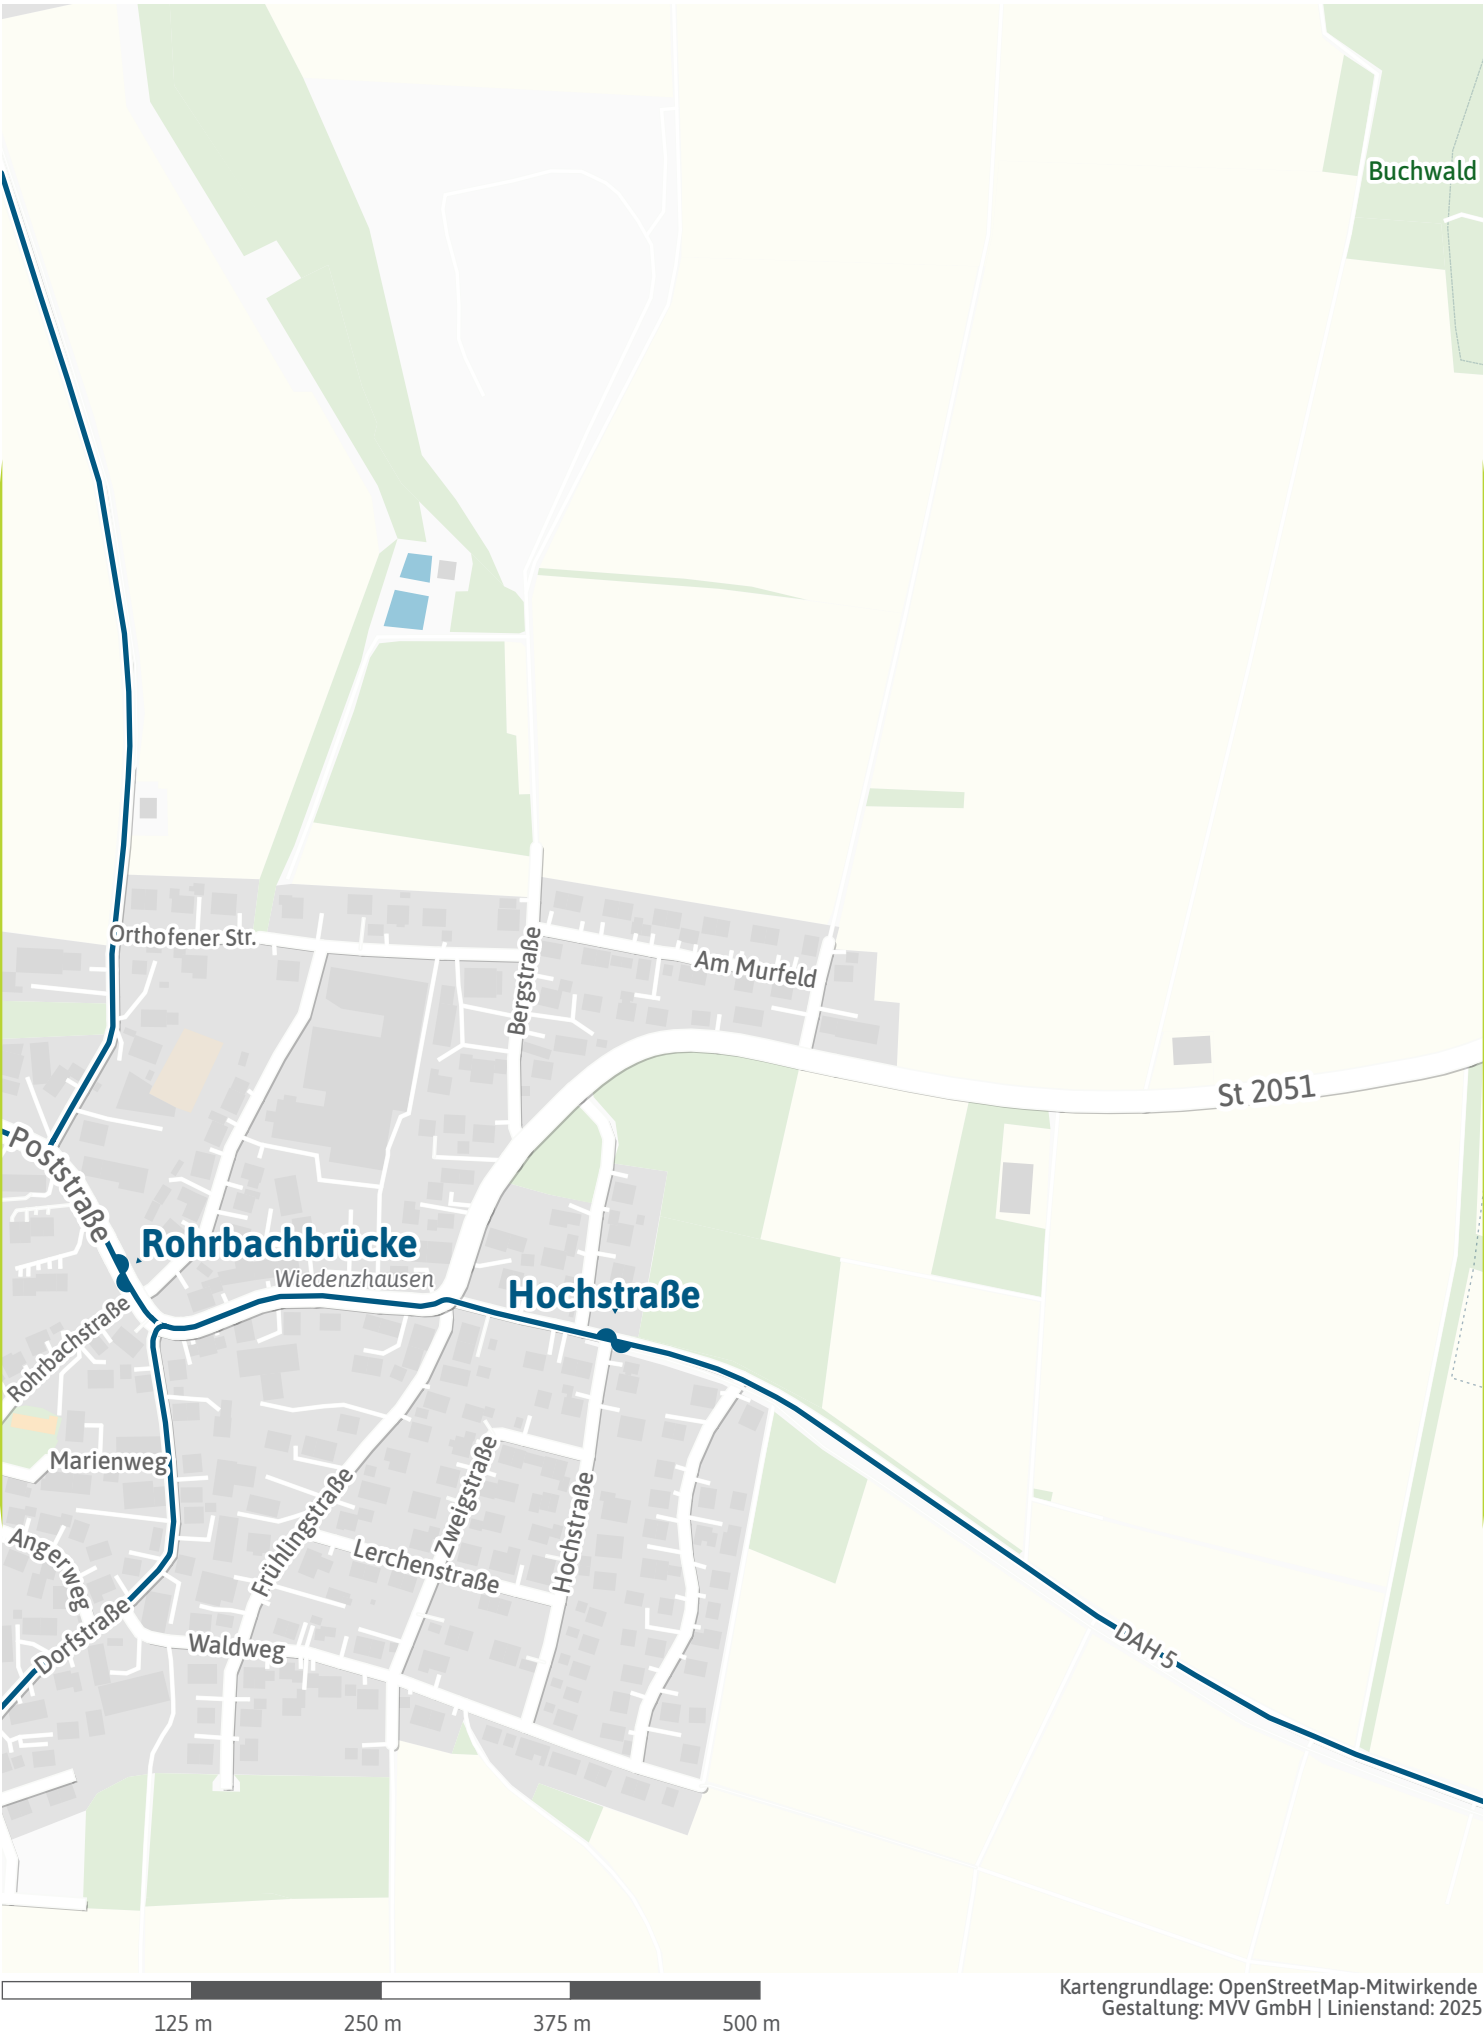 Buchwald
Orthofener Str.
Bergstraße
Am Murfeld
St 2051
Poststraße
Rohrbachbrücke
Wiedenzhausen
Hochstraße
Rohrbachstraße
Marienweg
Zweigstraße
Hochstraße
Frühlingstraße
Lerchenstraße
Angerweg
Dorfstraße
Waldweg
DAH 5
125 m
250 m
375 m
500 m
Kartengrundlage: OpenStreetMap-Mitwirkende
Gestaltung: MVV GmbH | Linienstand: 2025